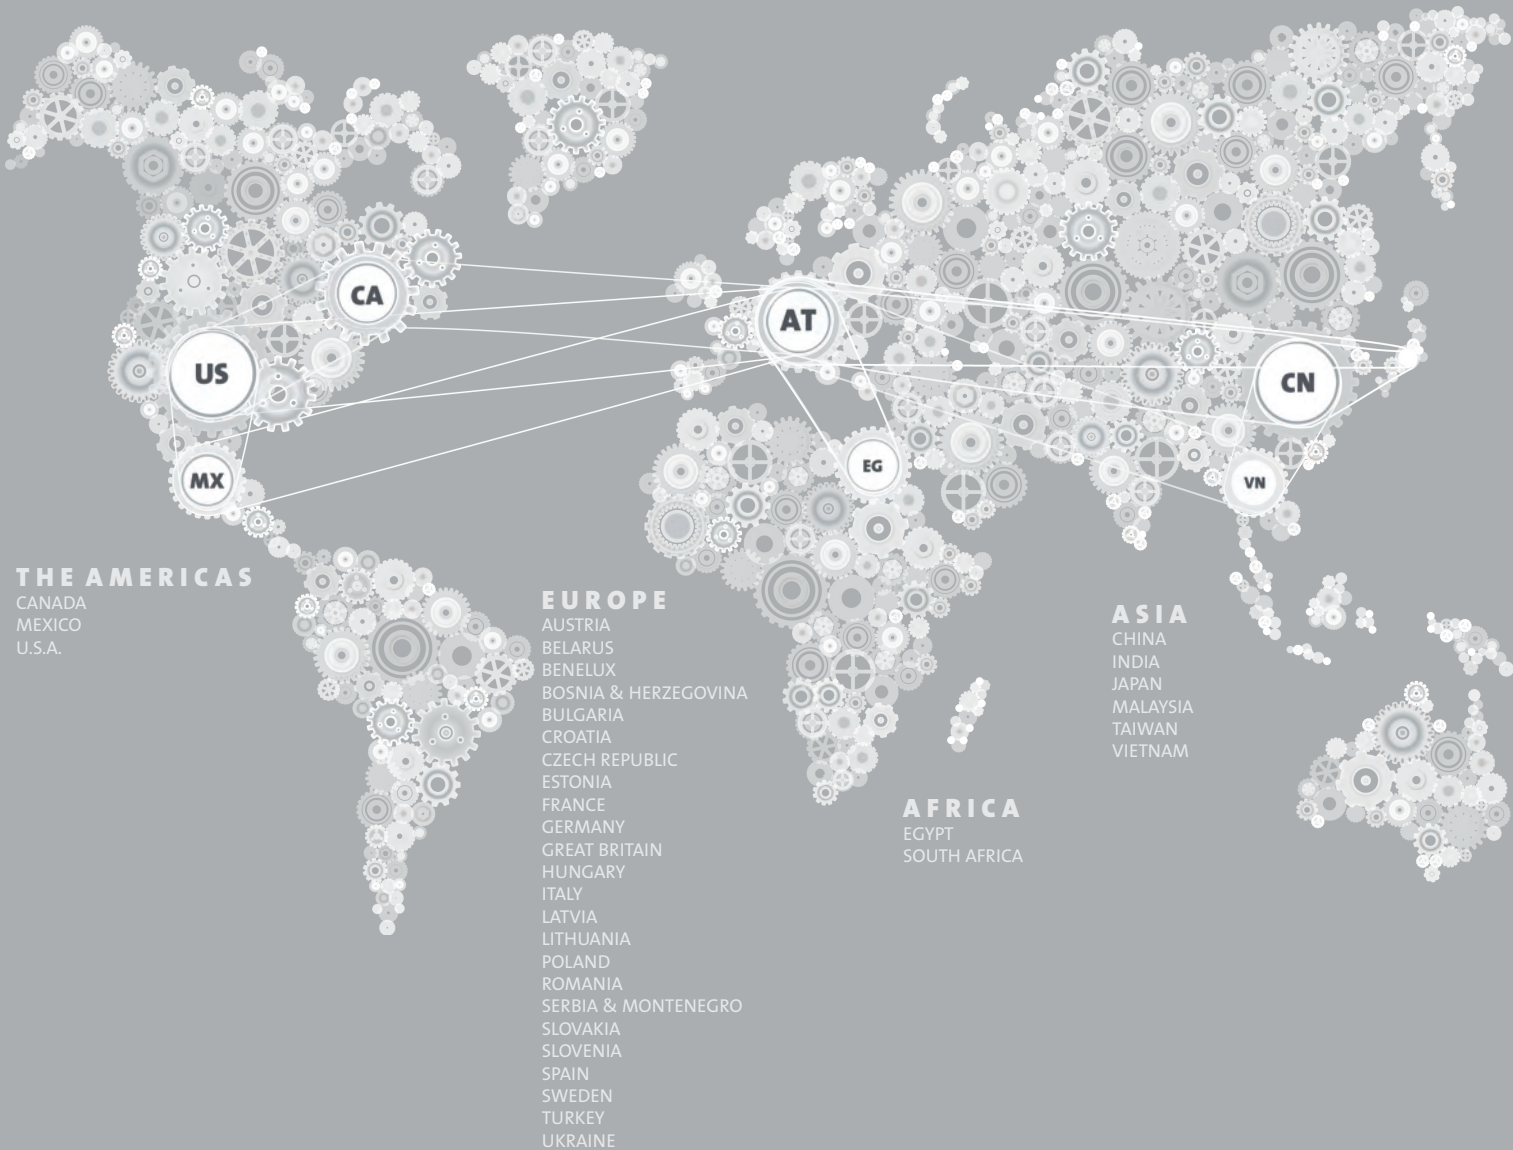 CA
AT
US
CN
MX
EG
VN
THE AMERICAS
CANADA
MEXICO
U.S.A.
EUROPE
AUSTRIA
BELARUS
BENELUX
BOSNIA & HERZEGOVINA
BULGARIA
CROATIA
CZECH REPUBLIC
ESTONIA
FRANCE
GERMANY
GREAT BRITAIN
HUNGARY
ITALY
LATVIA
LITHUANIA
POLAND
ROMANIA
SERBIA & MONTENEGRO
SLOVAKIA
SLOVENIA
SPAIN
SWEDEN
TURKEY
UKRAINE
AFRICA
EGYPT
SOUTH AFRICA
ASIA
CHINA
INDIA
JAPAN
MALAYSIA
TAIWAN
VIETNAM